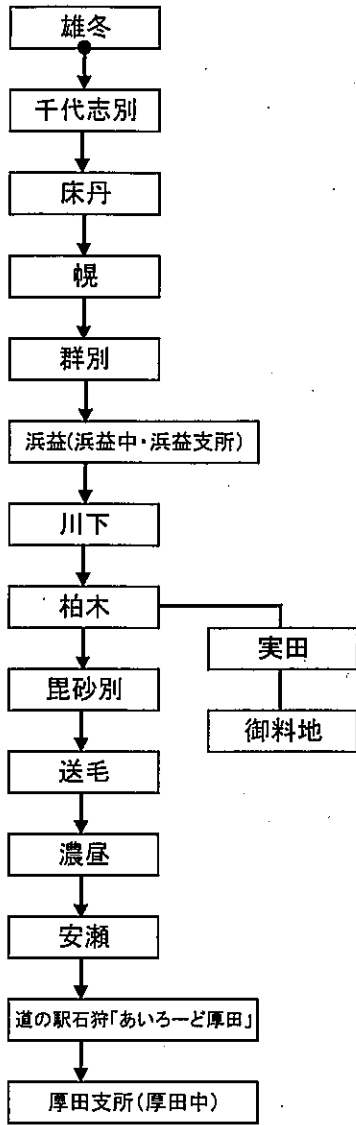 雄冬
千代志別
床丹
幌
群別
浜益(浜益中・浜益支所)
川下
柏木
実田
毘砂別
御料地
送毛
濃昼
安瀬
道の駅石狩「あいろーど厚田」
厚田支所(厚田中)